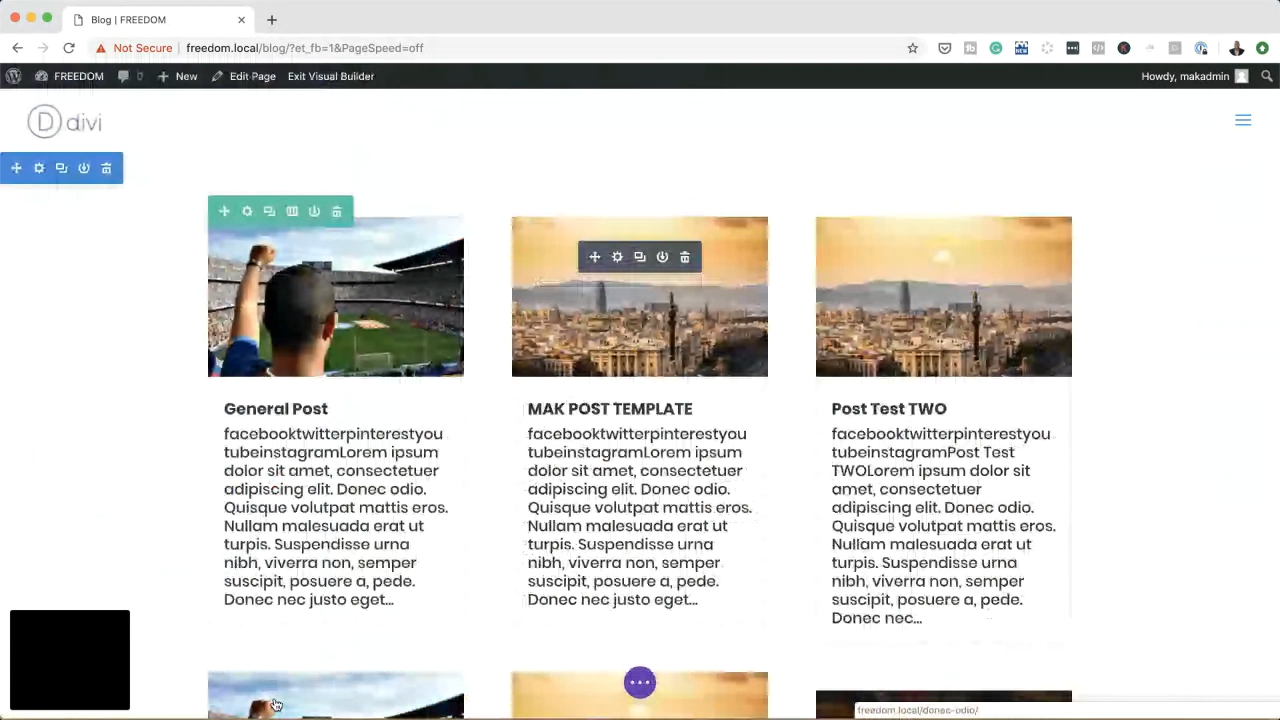 Blog | FREEDOM
Not Secure | freedom.local/blog/?et_fb=1&PageSpeed=off
FREEDOM
New
Edit Page
Exit Visual Builder
Howdy, makadmin
D divi
General Post
facebooktwitterpinterestyou
tubeinstagramLorem ipsum
dolor sit amet, consectetuer
adipiscing elit. Donec odio.
Quisque volutpat mattis eros.
Nullam malesuada erat ut
turpis. Suspendisse urna
nibh, viverra non, semper
suscipit, posuere a, pede.
Donec nec justo eget...
MAK POST TEMPLATE
facebooktwitterpinterestyou
tubeinstagramLorem ipsum
dolor sit amet, consectetuer
adipiscing elit. Donec odio.
Quisque volutpat mattis eros.
Nullam malesuada erat ut
turpis. Suspendisse urna
nibh, viverra non, semper
suscipit, posuere a, pede.
Donec nec justo eget...
Post Test TWO
facebooktwitterpinterestyou
tubeinstagramPost Test
TWOLorem ipsum dolor sit
amet, consectetuer
adipiscing elit. Donec odio.
Quisque volutpat mattis eros.
Nullam malesuada erat ut
turpis. Suspendisse urna
nibh, viverra non, semper
suscipit, posuere a, pede.
Donec nec...
freedom.local/donec-odio/